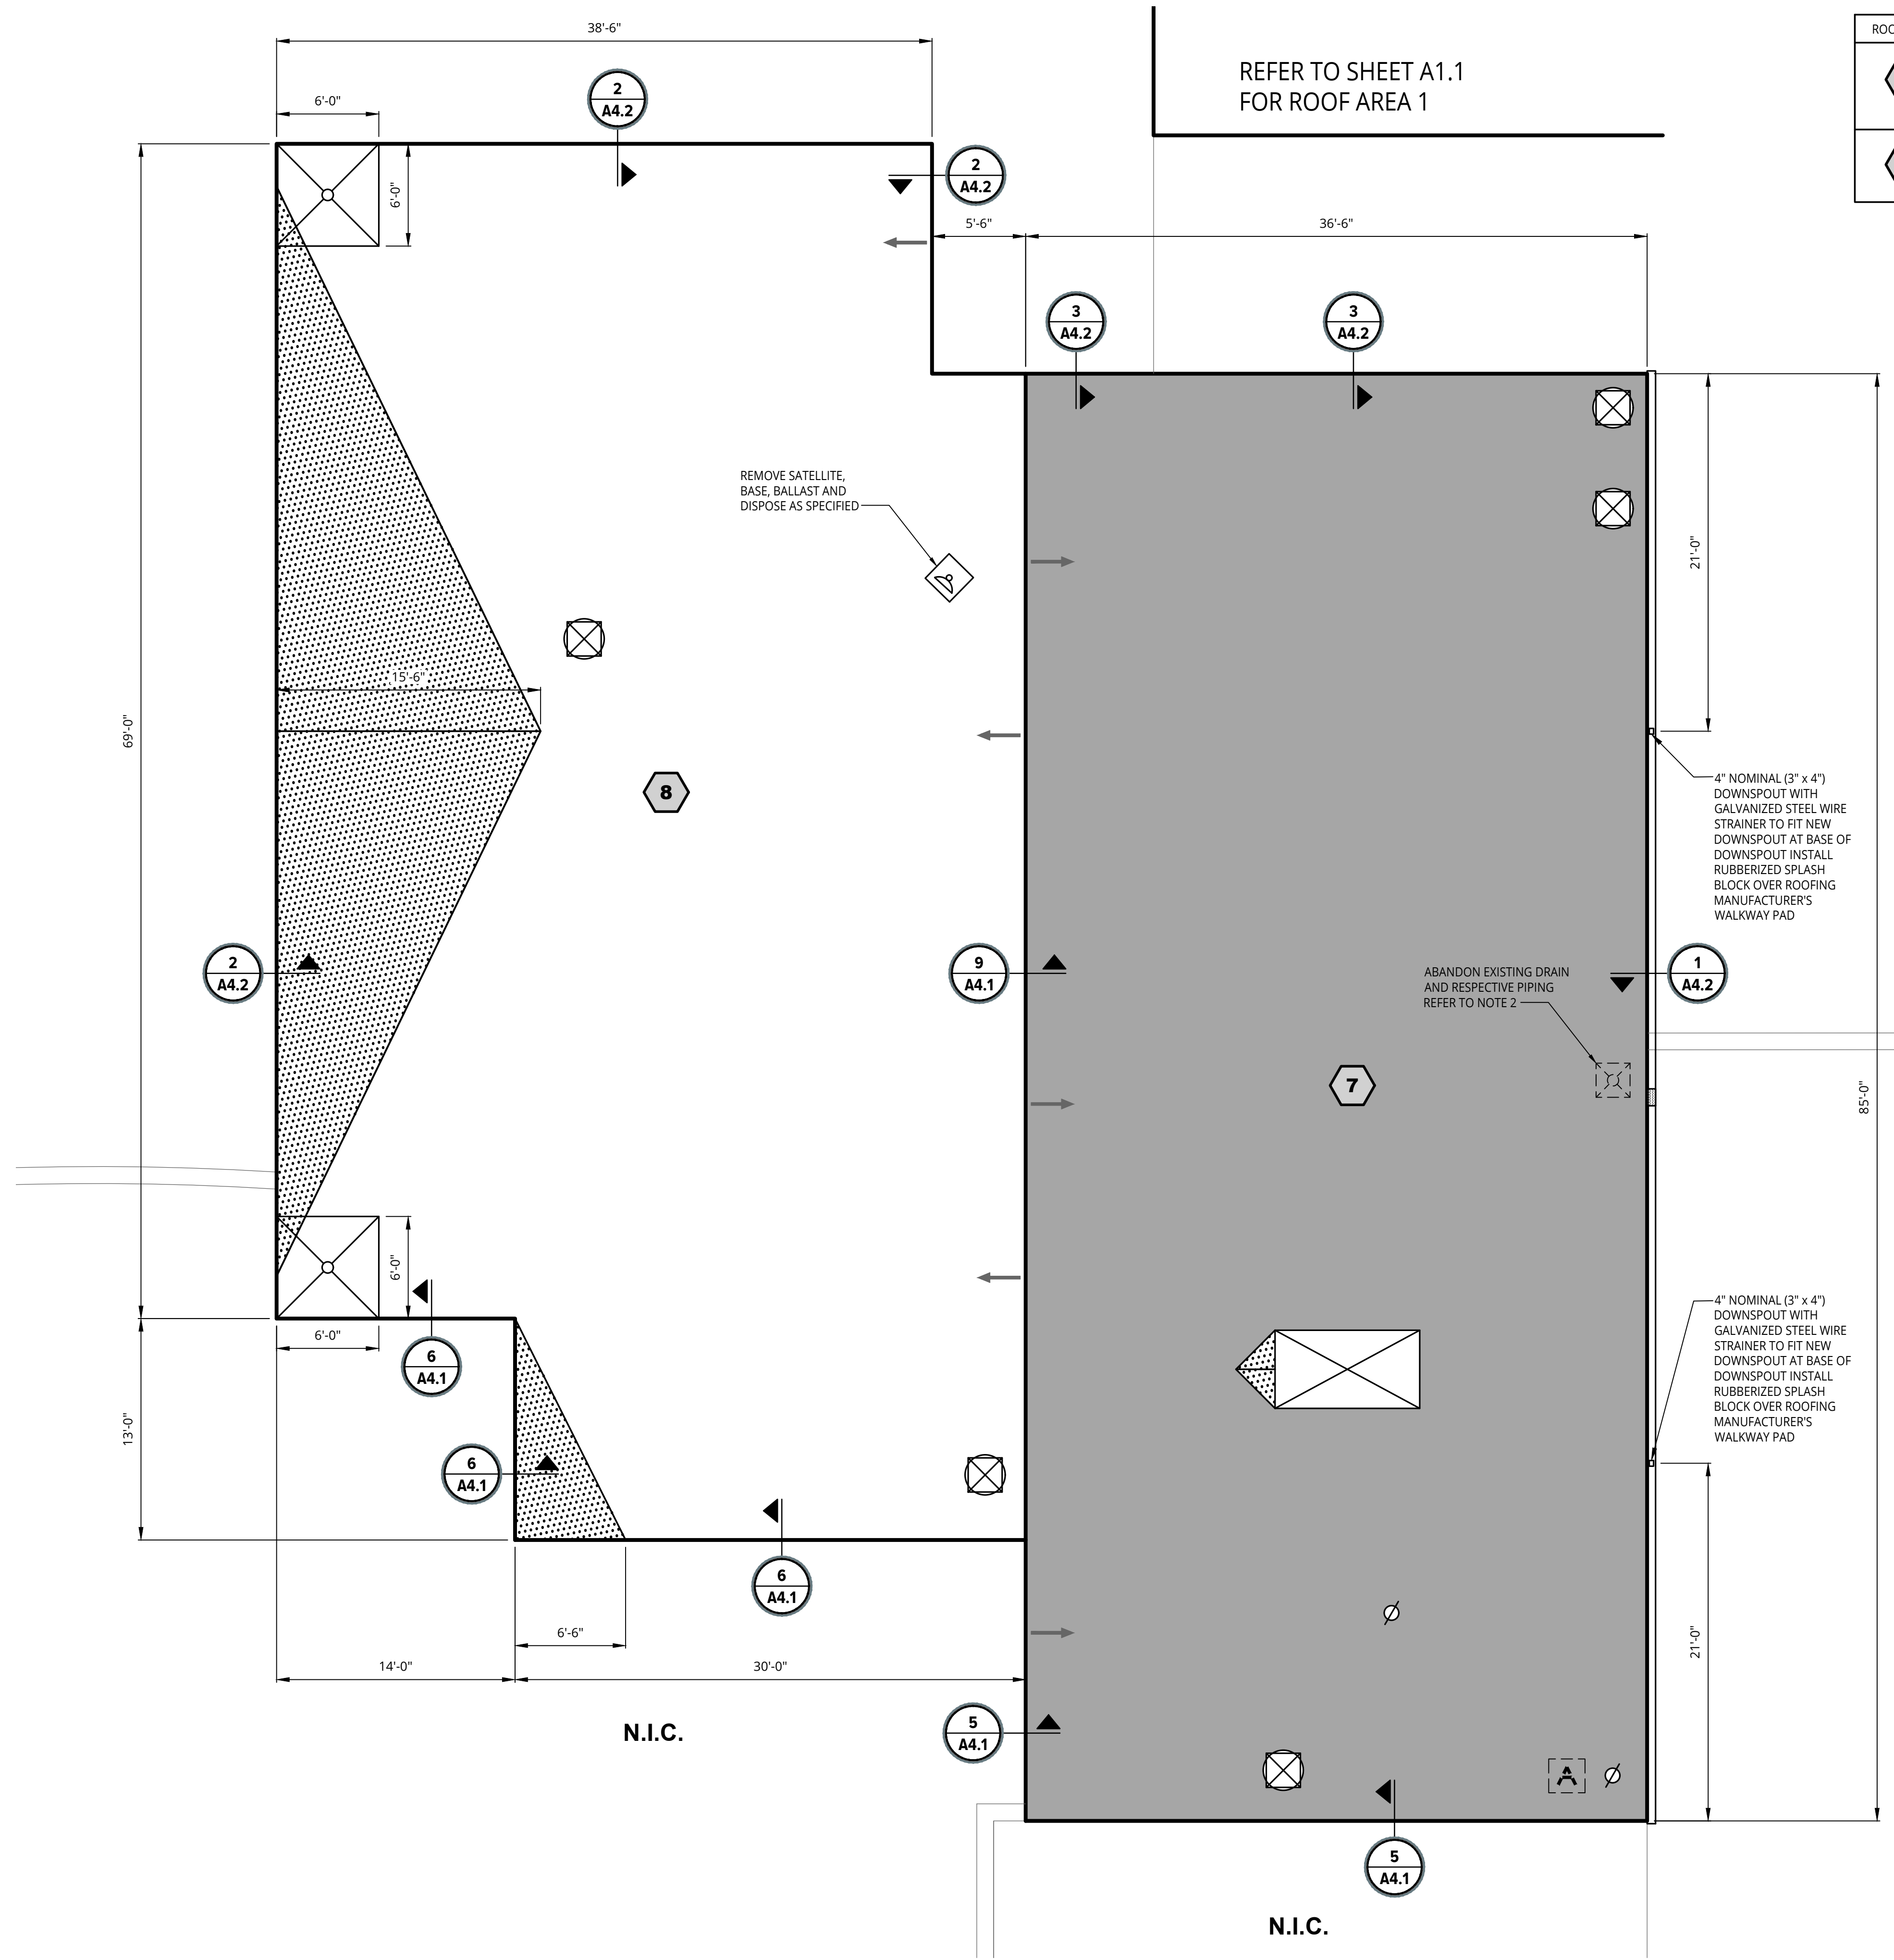 38'-6"
6'-0"
2
A4.2
REFER TO SHEET A1.1
FOR ROOF AREA 1
6'-0"
2
A4.2
5'-6"
36'-6"
3
A4.2
3
A4.2
REMOVE SATELLITE,
BASE, BALLAST AND
DISPOSE AS SPECIFIED
21'-0"
15'-6"
69'-0"
8
4" NOMINAL (3" x 4")
DOWNSPOUT WITH
GALVANIZED STEEL WIRE
STRAINER TO FIT NEW
DOWNSPOUT AT BASE OF
DOWNSPOUT INSTALL
RUBBERIZED SPLASH
BLOCK OVER ROOFING
MANUFACTURER'S
WALKWAY PAD
2
A4.2
9
A4.1
ABANDON EXISTING DRAIN
AND RESPECTIVE PIPING
REFER TO NOTE 2
1
A4.2
7
85'-0"
6'-0"
6'-0"
6
A4.1
4" NOMINAL (3" x 4")
DOWNSPOUT WITH
GALVANIZED STEEL WIRE
STRAINER TO FIT NEW
DOWNSPOUT AT BASE OF
DOWNSPOUT INSTALL
RUBBERIZED SPLASH
BLOCK OVER ROOFING
MANUFACTURER'S
WALKWAY PAD
13'-0"
6
A4.1
6
A4.1
6'-6"
21'-0"
14'-0"
30'-0"
N.I.C.
5
A4.1
A
5
A4.1
N.I.C.